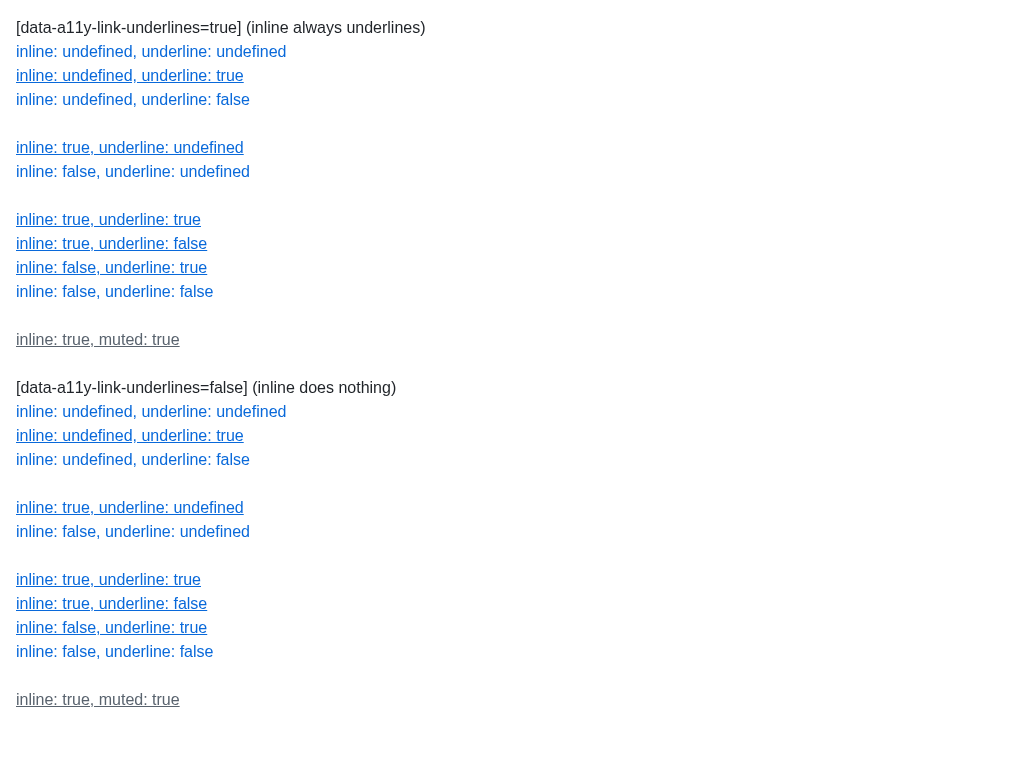 [data-a11y-link-underlines=true] (inline always underlines)
inline: undefined, underline: undefined
inline: undefined, underline: true
inline: undefined, underline: false
inline: true, underline: undefined
inline: false, underline: undefined
inline: true, underline: true
inline: true, underline: false
inline: false, underline: true
inline: false, underline: false
inline: true, muted: true
[data-a11y-link-underlines=false] (inline does nothing)
inline: undefined, underline: undefined
inline: undefined, underline: true
inline: undefined, underline: false
inline: true, underline: undefined
inline: false, underline: undefined
inline: true, underline: true
inline: true, underline: false
inline: false, underline: true
inline: false, underline: false
inline: true, muted: true